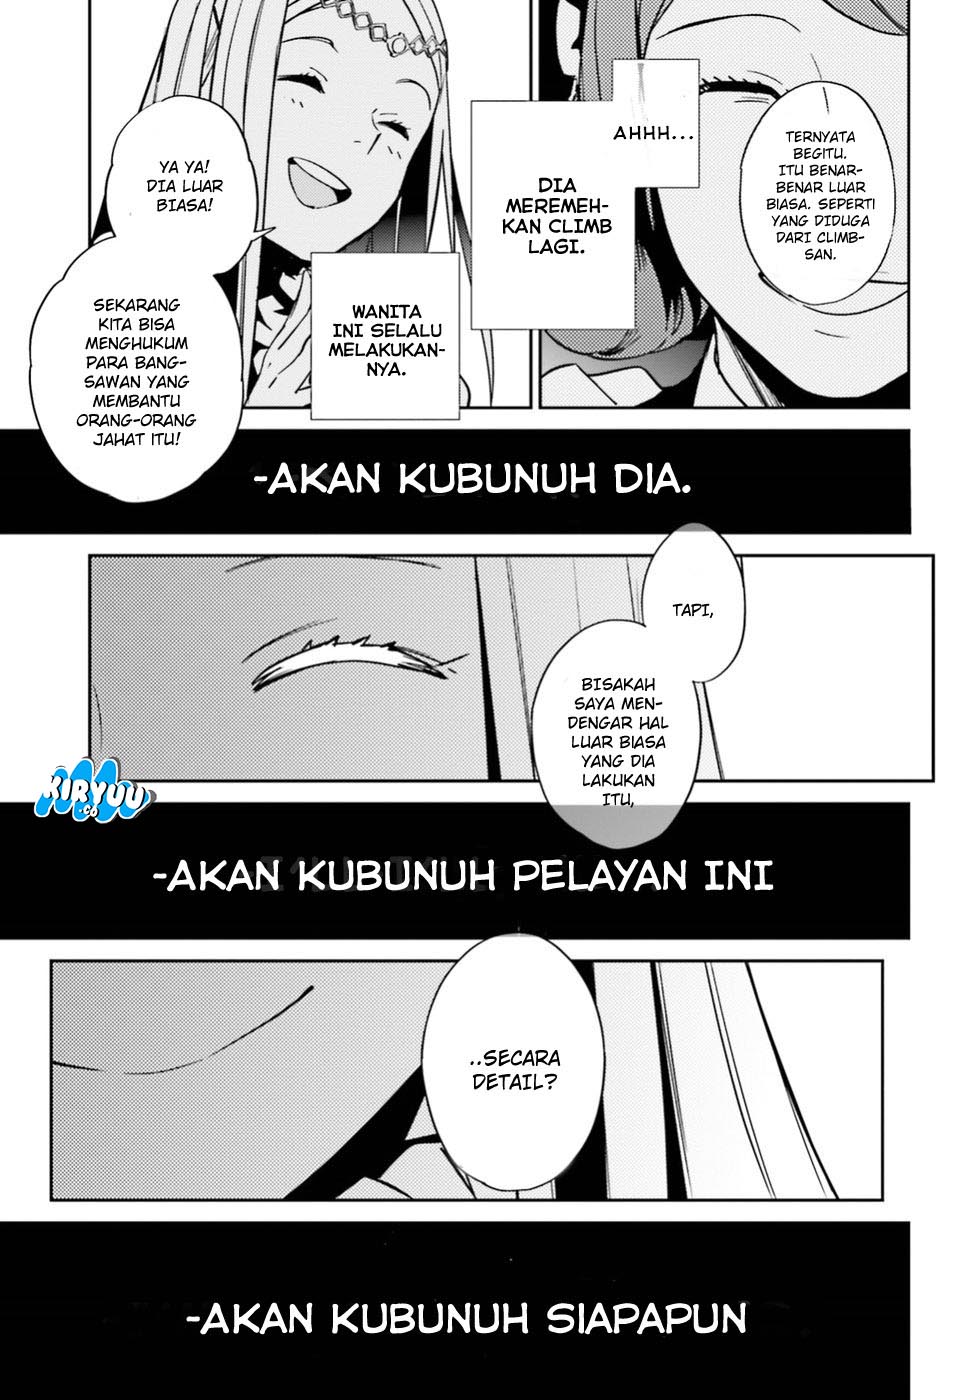 TERNYATA
BEGITU.
ITU BENAR-
BENAR LUAR
BIASA. SEPERTI
YANG DIDUGA
DARI CLIMB-
SAN.
AHHH...
DIA
MEREMEH-
KAN CLIMB
LAGI.
WANITA
INI SELALU
MELAKUKAN-
NYA.
YA YA!
DIA LUAR
BIASA!
SEKARANG
KITA BISA
MENGHUKUM
PARA BANG-
SAWAN YANG
MEMBANTU
ORANG-ORANG
JAHAT ITU!
-AKAN KUBUNUH DIA.
TAPI,
BISAKAH
SAYA MEN-
DENGAR HAL
LUAR BIASA
YANG DIA
LAKUKAN
ITU,
KIRYUU
.CO
-AKAN KUBUNUH PELAYAN INI
..SECARA
DETAIL?
-AKAN KUBUNUH SIAPAPUN